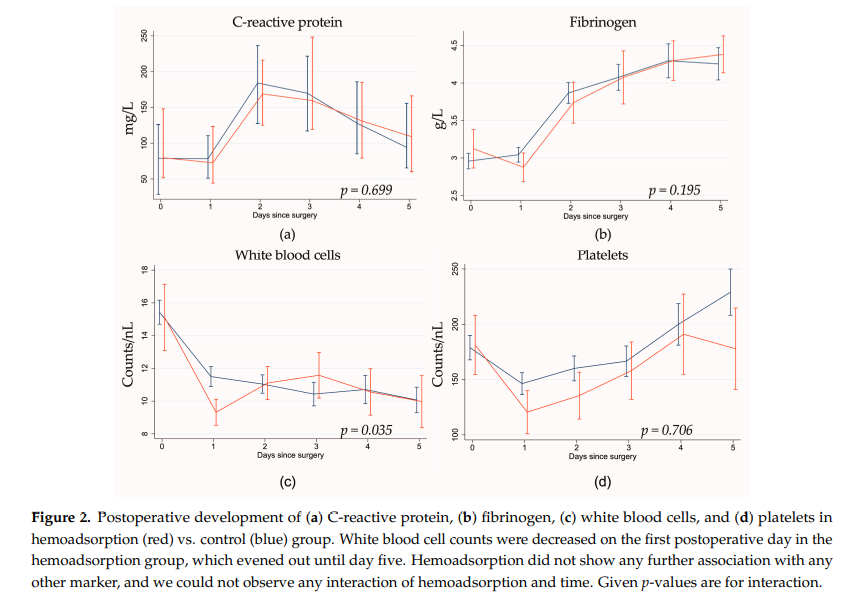 C-reactive protein
250
200
150
100
50
mg/L
0 1 2 3 4 5
Days since surgery
p = 0.699
(a)
Fibrinogen
4.5
4
3.5
3
2.5
g/L
0 1 2 3 4 5
Days since surgery
p = 0.195
(b)
White blood cells
18
16
14
12
10
8
Counts/nL
0 1 2 3 4 5
Days since surgery
p = 0.035
(c)
Platelets
250
200
150
100
Counts/nL
0 1 2 3 4 5
Days since surgery
p = 0.706
(d)
Figure 2. Postoperative development of (a) C-reactive protein, (b) fibrinogen, (c) white blood cells, and (d) platelets in
hemoadsorption (red) vs. control (blue) group. White blood cell counts were decreased on the first postoperative day in the
hemoadsorption group, which evened out until day five. Hemoadsorption did not show any further association with any
other marker, and we could not observe any interaction of hemoadsorption and time. Given p-values are for interaction.